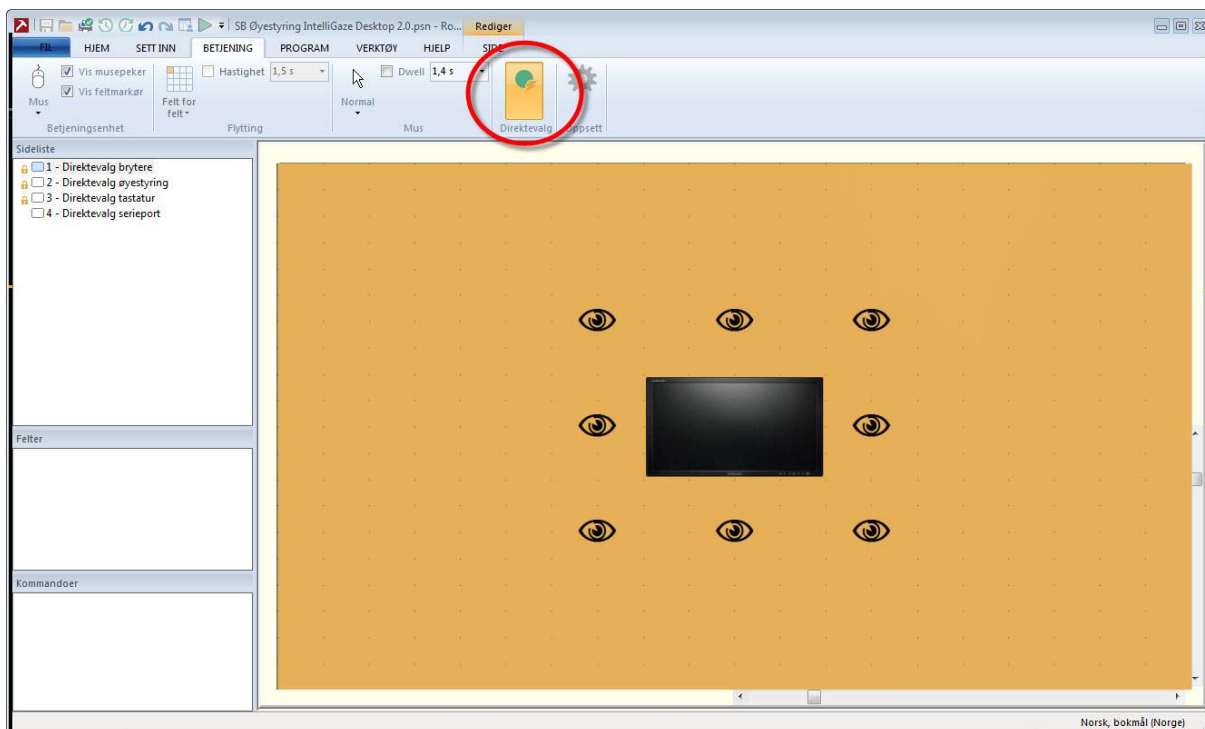 SB Øyestyring IntelliGaze Desktop 2.0.psn - Ro...
Rediger
FIL
HJEM
SETT INN
BETJENING
PROGRAM
VERKTØY
HJELP
SIDE
Vis musepeker
Vis feltmarkør
Mus
Betjeningsenhet
Felt for
felt
Hastighet 1,5 s
Flytting
Normal
Dwell 1,4 s
Mus
Direktevalg
Oppsett
Sideliste
1 - Direktevalg brytere
2 - Direktevalg øyestyring
3 - Direktevalg tastatur
4 - Direktevalg serieport
Felter
Kommandoer
Norsk, bokmål (Norge)